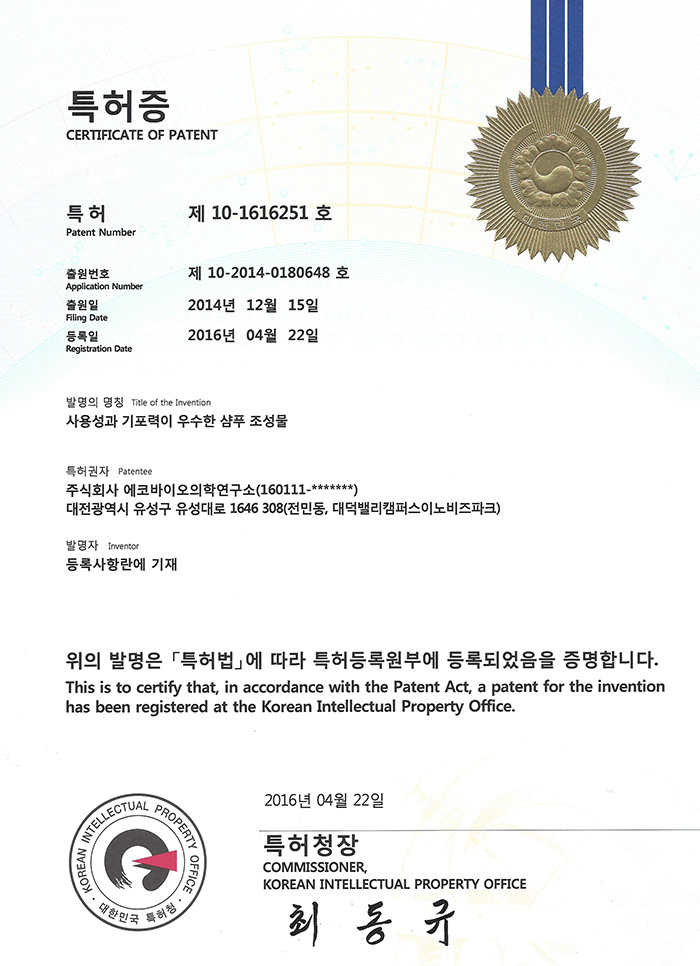 특허증
CERTIFICATE OF PATENT
대한민국
특허 제 10-1616251 호
Patent Number
출원번호 제 10-2014-0180648 호
Application Number
출원일 2014년 12월 15일
Filing Date
등록일 2016년 04월 22일
Registration Date
발명의 명칭 Title of the Invention
사용성과 기포력이 우수한 샴푸 조성물
특허권자 Patentee
주식회사 에코바이오의학연구소(160111-*******)
대전광역시 유성구 유성대로 1646 308(전민동, 대덕밸리캠퍼스이노비즈파크)
발명자 Inventor
등록사항란에 기재
위의 발명은 「특허법」에 따라 특허등록원부에 등록되었음을 증명합니다.
This is to certify that, in accordance with the Patent Act, a patent for the invention
has been registered at the Korean Intellectual Property Office.
2016년 04월 22일
특허청장
COMMISSIONER,
KOREAN INTELLECTUAL PROPERTY OFFICE
최동규
KOREAN INTELLECTUAL PROPERTY OFFICE
대한민국 특허청